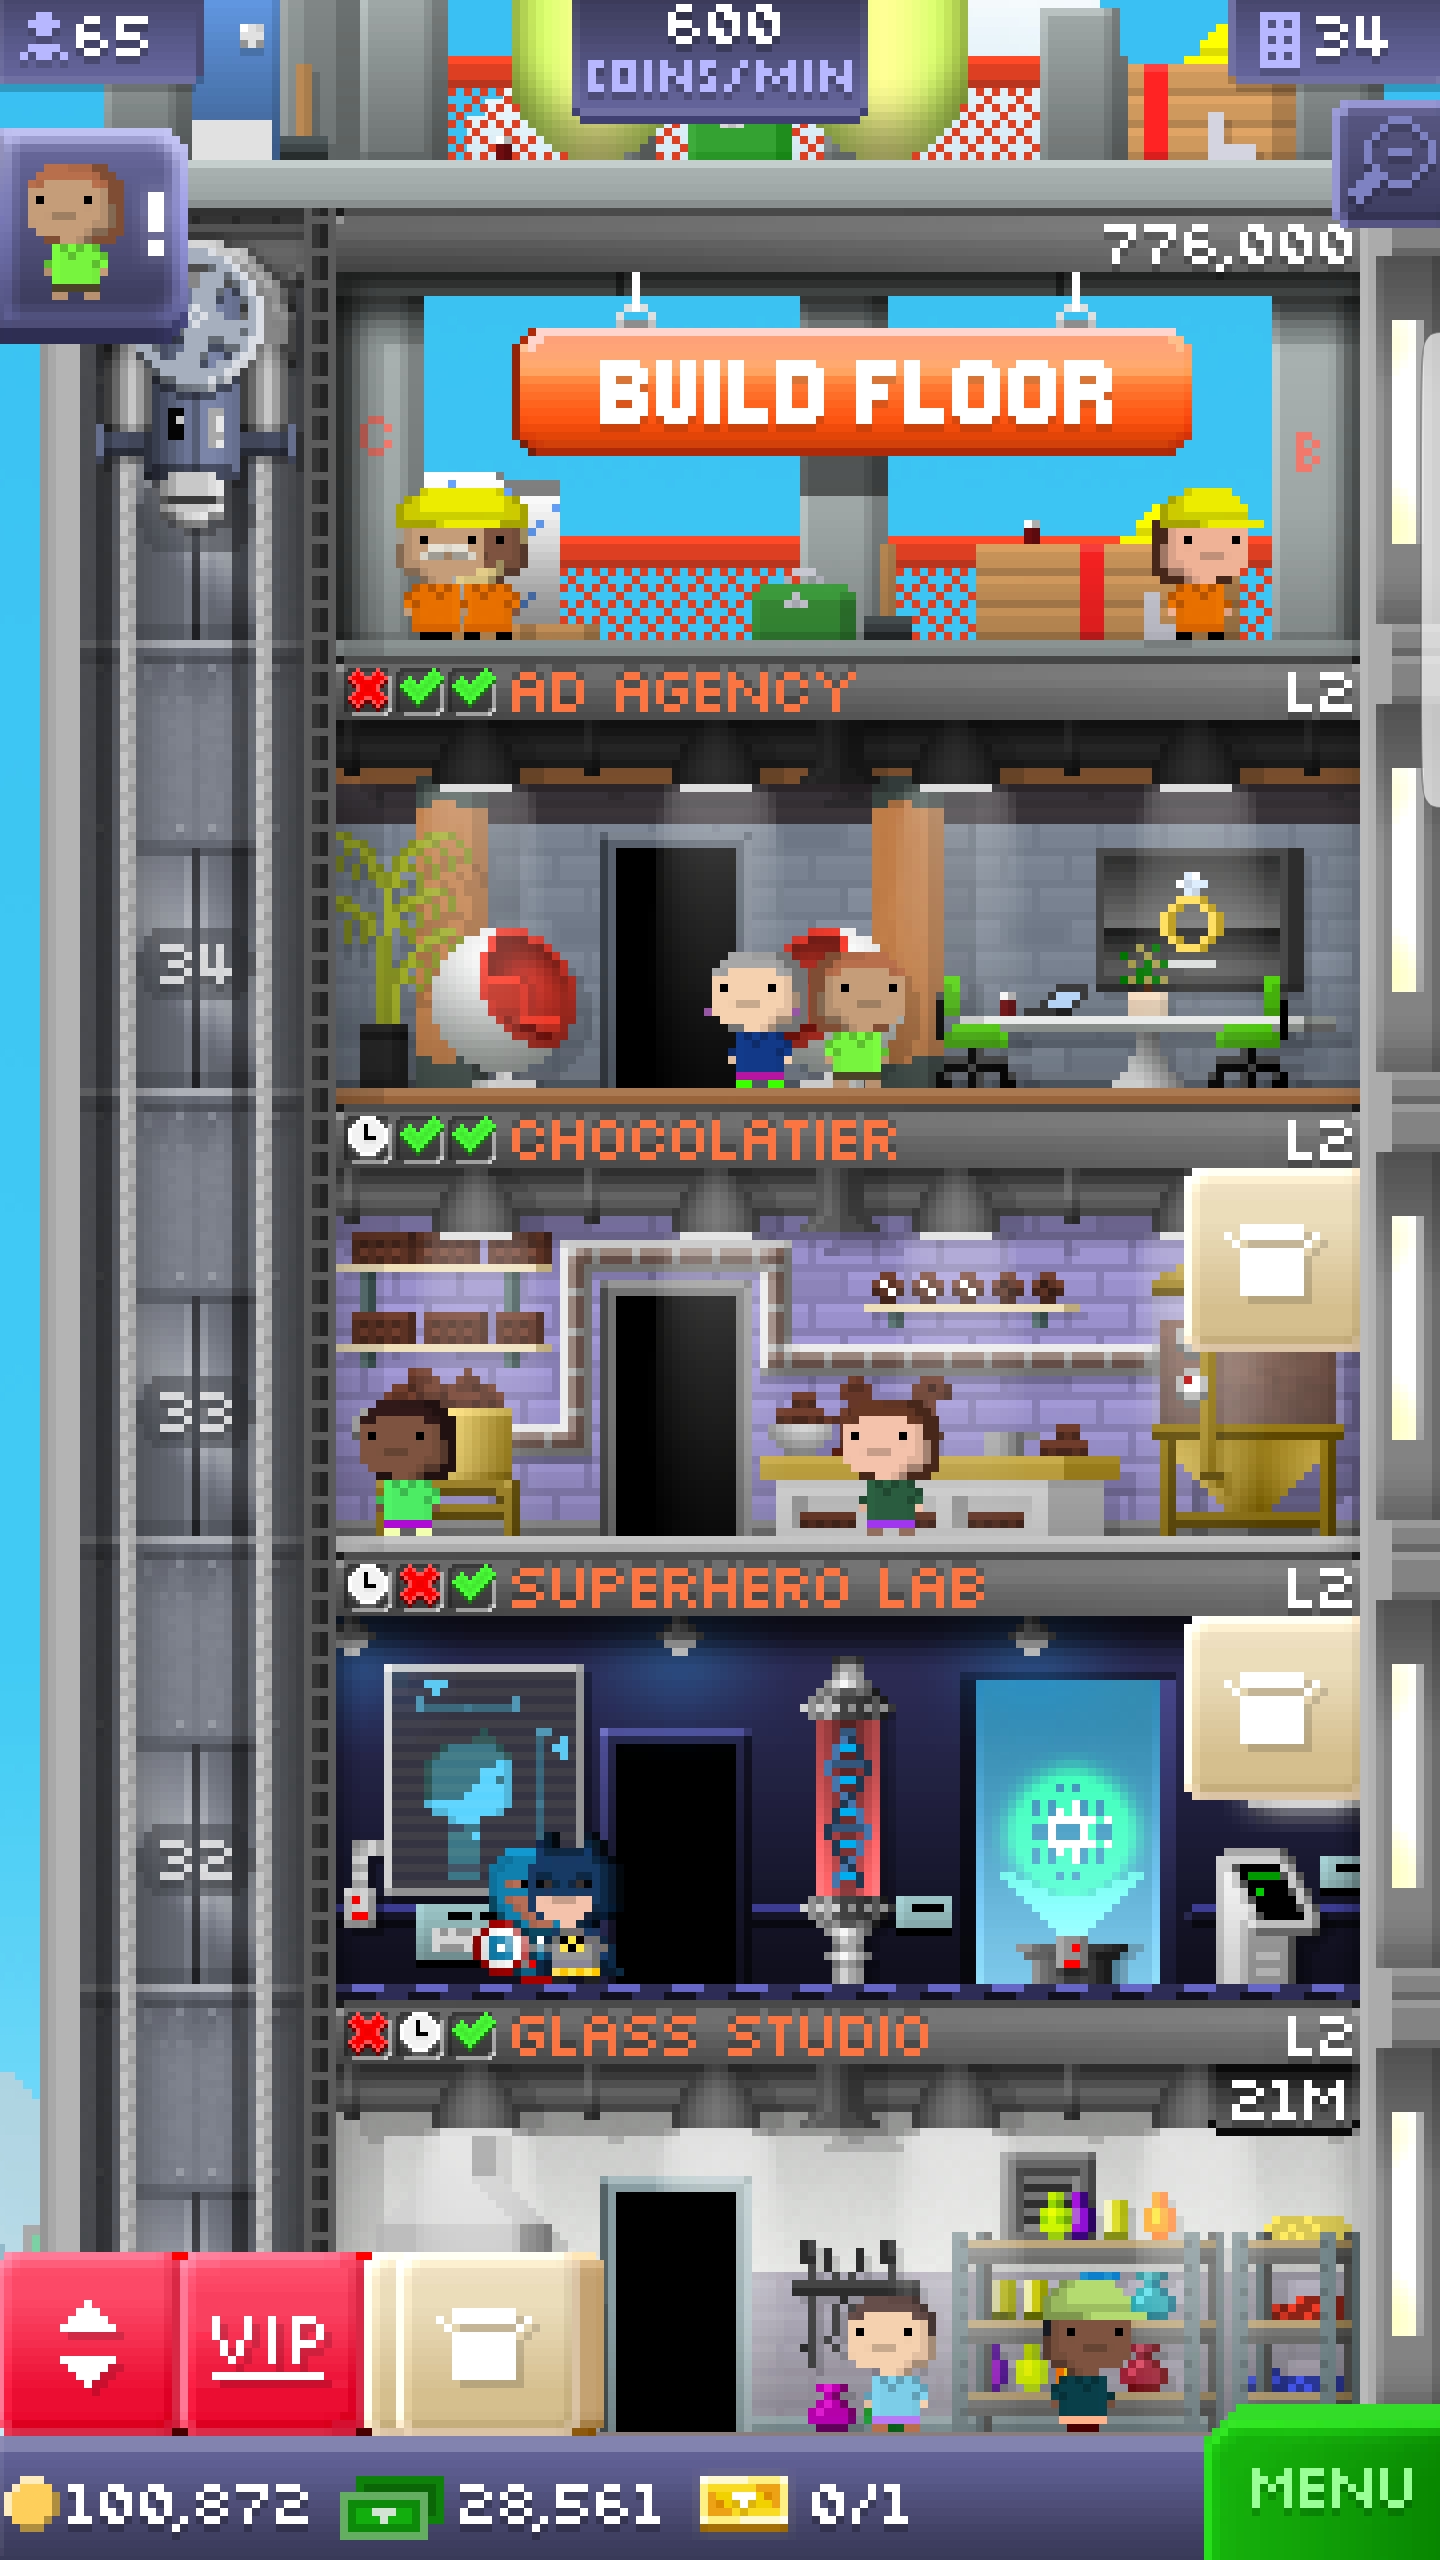 65
600
COINS/MIN
34
!
776,000
BUILD FLOOR
C
B
AD AGENCY L2
34
CHOCOLATIER L2
33
SUPERHERO LAB L2
32
GLASS STUDIO L2
21M
VIP
100,872 28,561 0/1
MENU